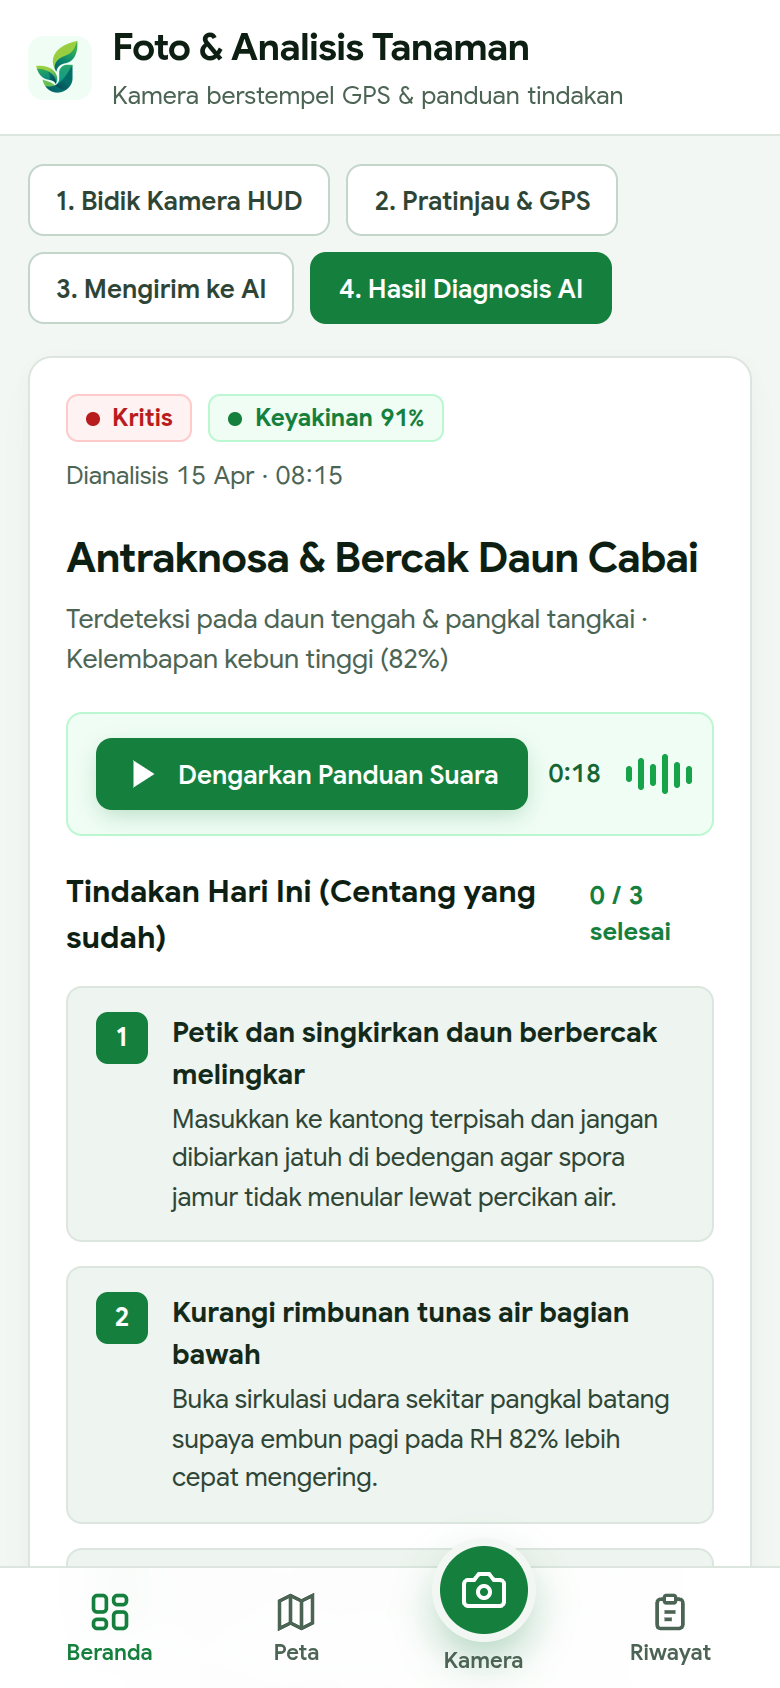 Foto & Analisis Tanaman
Kamera berstempel GPS & panduan tindakan
1. Bidik Kamera HUD
2. Pratinjau & GPS
3. Mengirim ke AI
4. Hasil Diagnosis AI
Kritis
Keyakinan 91%
Dianalisis 15 Apr · 08:15
Antraknosa & Bercak Daun Cabai
Terdeteksi pada daun tengah & pangkal tangkai ·
Kelembapan kebun tinggi (82%)
Dengarkan Panduan Suara
0:18
Tindakan Hari Ini (Centang yang
sudah)
0 / 3
selesai
1
Petik dan singkirkan daun berbercak
melingkar
Masukkan ke kantong terpisah dan jangan
dibiarkan jatuh di bedengan agar spora
jamur tidak menular lewat percikan air.
2
Kurangi rimbunan tunas air bagian
bawah
Buka sirkulasi udara sekitar pangkal batang
supaya embun pagi pada RH 82% lebih
cepat mengering.
Beranda
Peta
Kamera
Riwayat